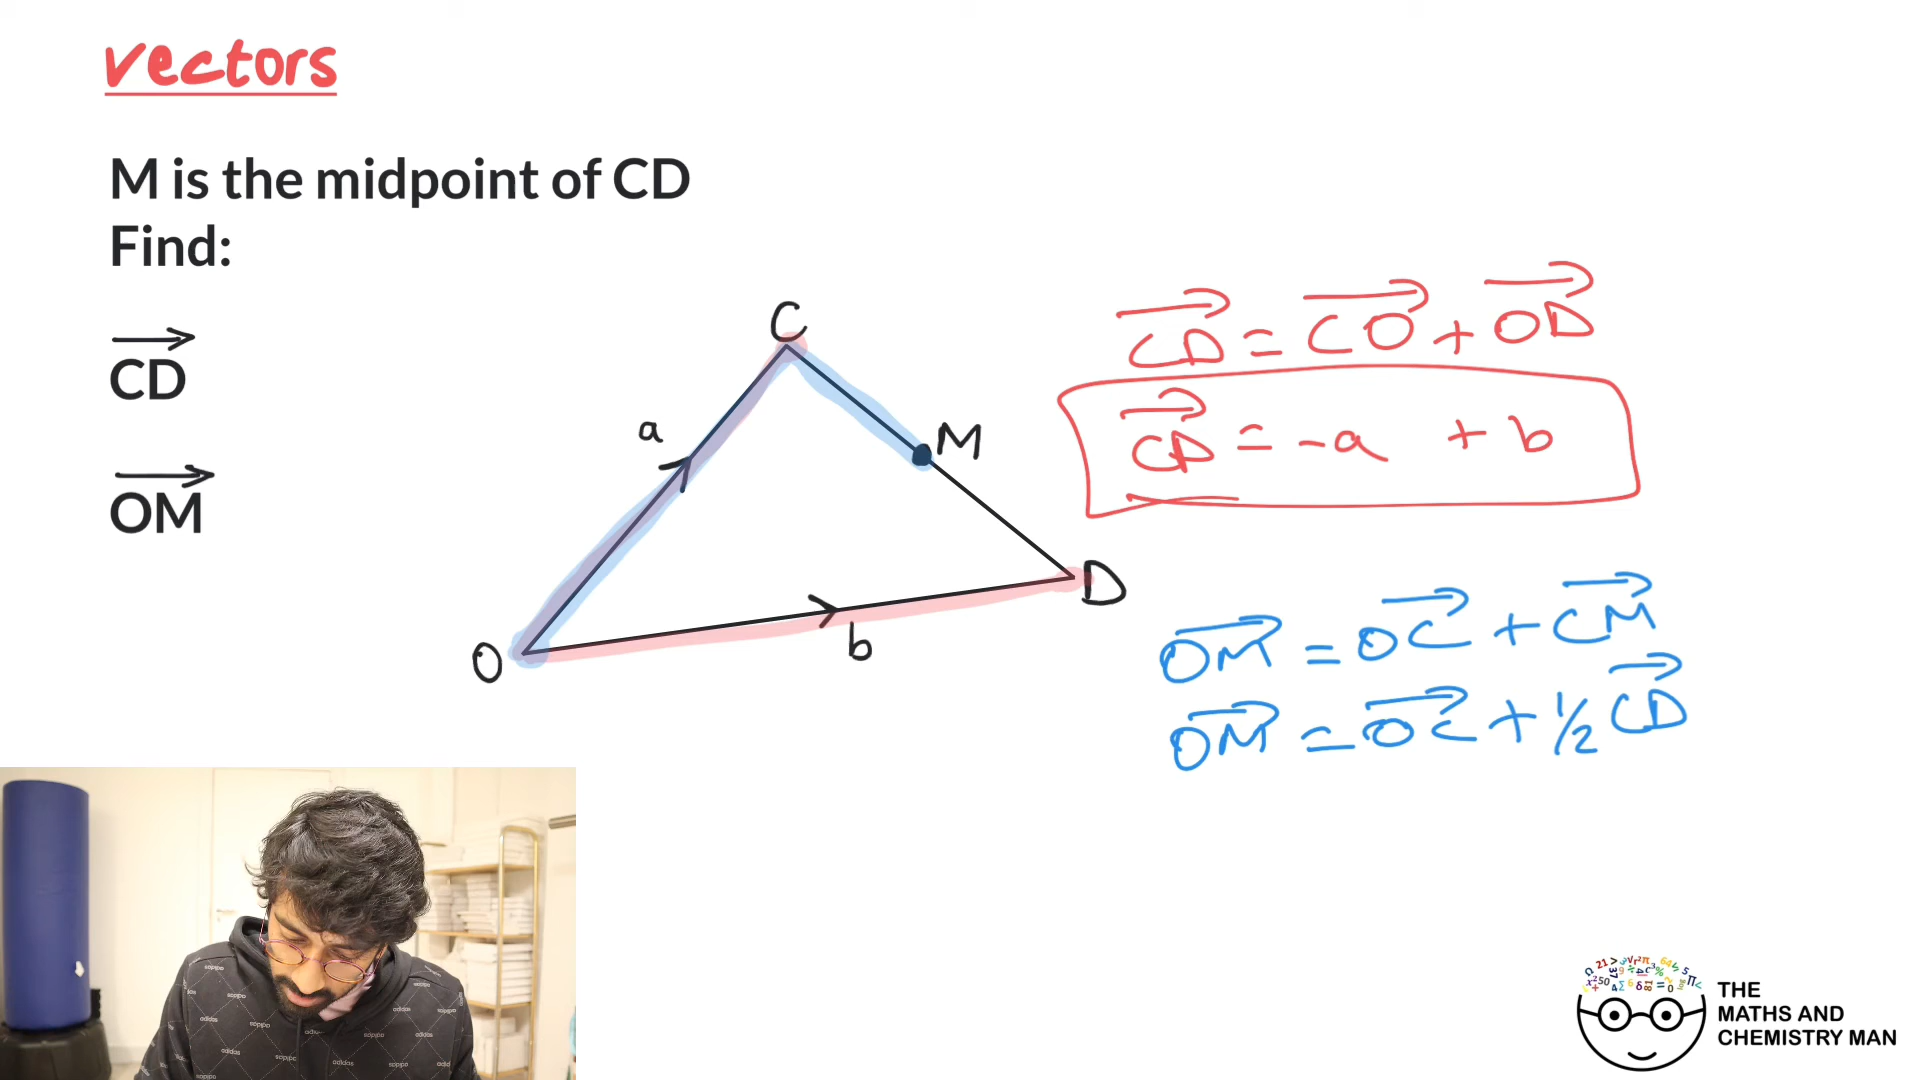 vectors
M is the midpoint of CD
Find:
CD
OM
C
a
M
O
b
D
CD = CO + OD
CD = -a + b
OM = OC + CM
OM = OC + 1/2 CD
adidas
THE
MATHS AND
CHEMISTRY MAN